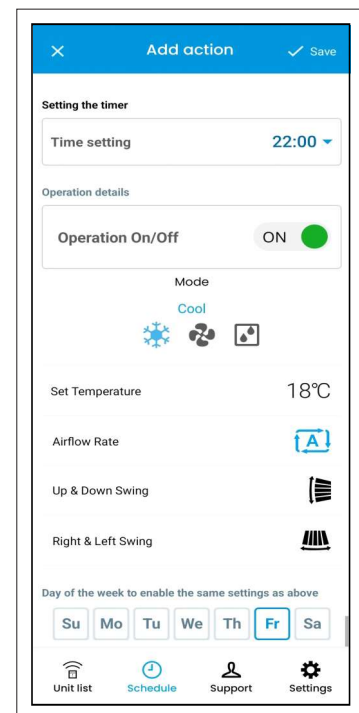 Add action
Save
Setting the timer
Time setting 22:00
Operation details
Operation On/Off ON
Mode
Cool
Set Temperature 18°C
Airflow Rate A
Up & Down Swing
Right & Left Swing
Day of the week to enable the same settings as above
Su Mo Tu We Th Fr Sa
Unit list Schedule Support Settings